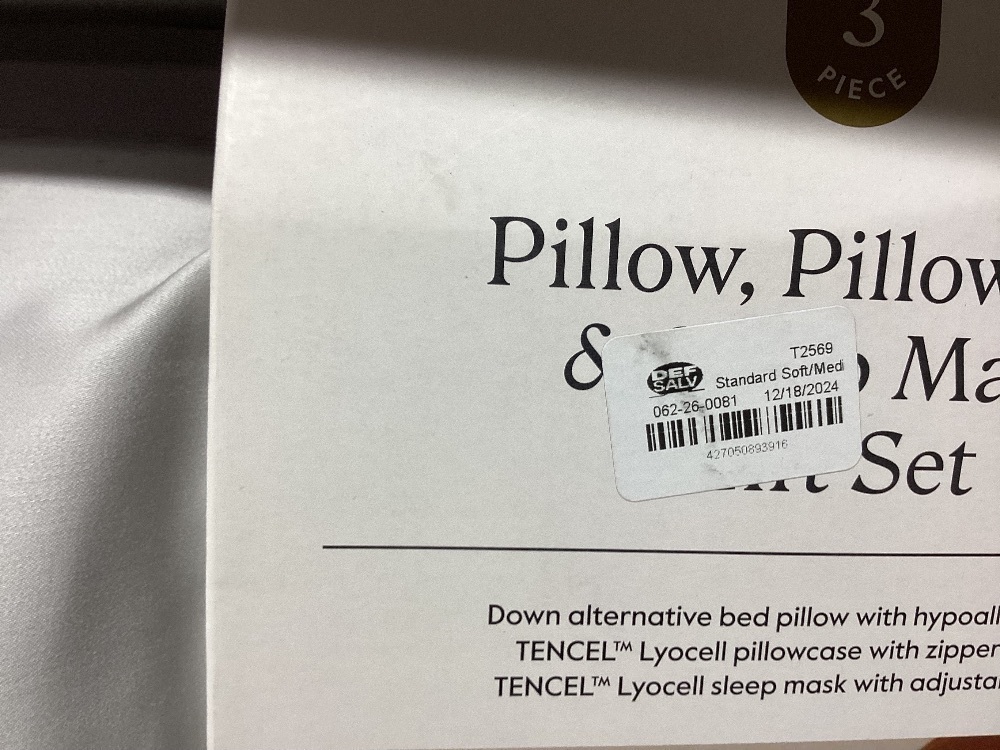 3
PIECE
Pillow, Pillow
&
Ma
Set
T2569
DEF
SALV
Standard Soft/Medi
062-26-0081 12/18/2024
427050893916
Down alternative bed pillow with hypoall
TENCEL™ Lyocell pillowcase with zipper
TENCEL™ Lyocell sleep mask with adjusta